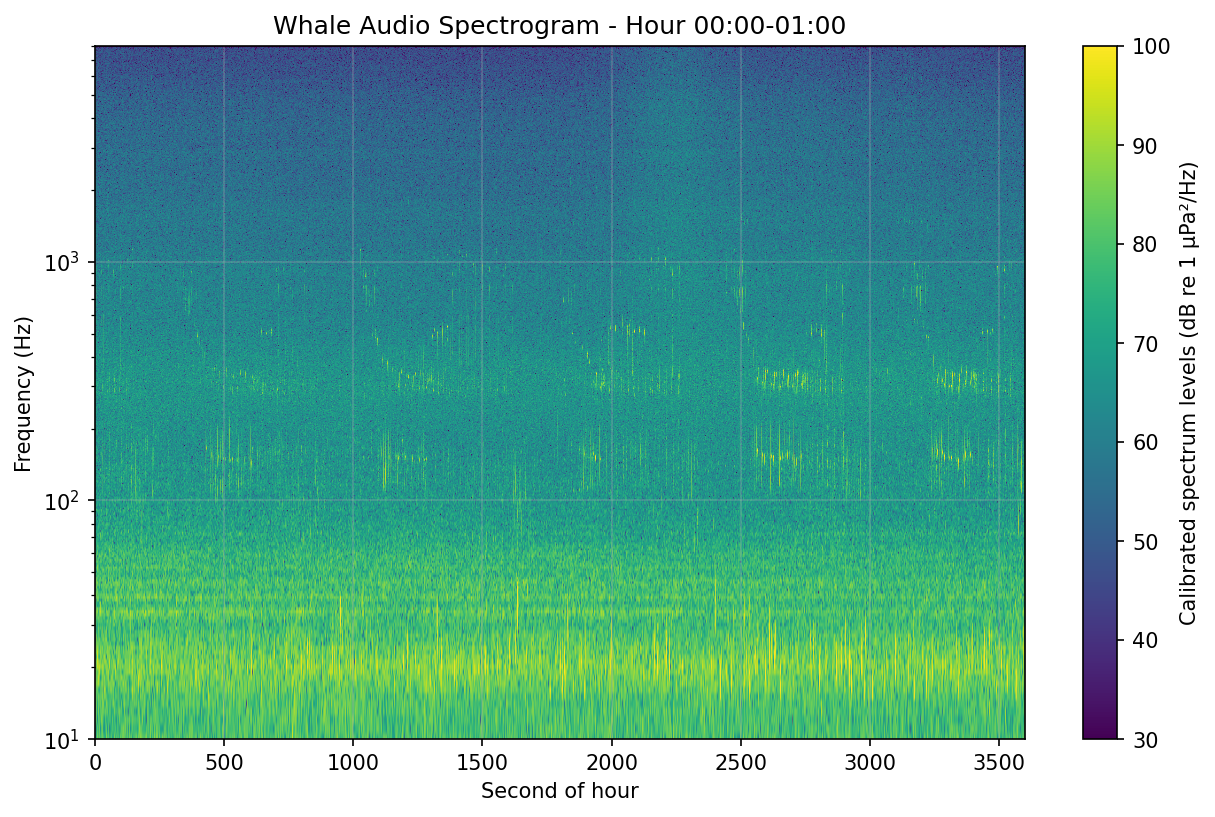 Whale Audio Spectrogram - Hour 00:00-01:00
Frequency (Hz)
10³
10²
10¹
0 500 1000 1500 2000 2500 3000 3500
Second of hour
100
90
80
70
60
50
40
30
Calibrated spectrum levels (dB re 1 µPa²/Hz)